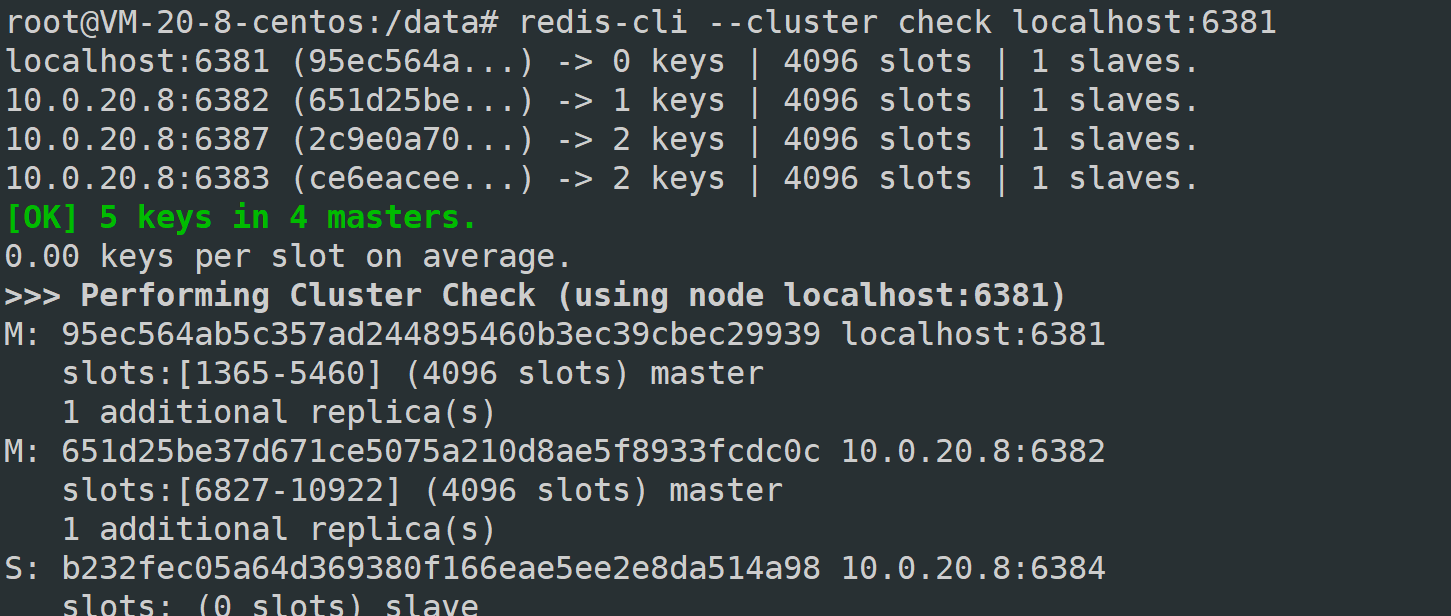 root@VM-20-8-centos:/data# redis-cli --cluster check localhost:6381
localhost:6381 (95ec564a...) -> 0 keys | 4096 slots | 1 slaves.
10.0.20.8:6382 (651d25be...) -> 1 keys | 4096 slots | 1 slaves.
10.0.20.8:6387 (2c9e0a70...) -> 2 keys | 4096 slots | 1 slaves.
10.0.20.8:6383 (ce6eacee...) -> 2 keys | 4096 slots | 1 slaves.
[OK] 5 keys in 4 masters.
0.00 keys per slot on average.
>>> Performing Cluster Check (using node localhost:6381)
M: 95ec564ab5c357ad244895460b3ec39cbec29939 localhost:6381
   slots:[1365-5460] (4096 slots) master
   1 additional replica(s)
M: 651d25be37d671ce5075a210d8ae5f8933fcdc0c 10.0.20.8:6382
   slots:[6827-10922] (4096 slots) master
   1 additional replica(s)
S: b232fec05a64d369380f166eae5ee2e8da514a98 10.0.20.8:6384
   slots: (0 slots) slave